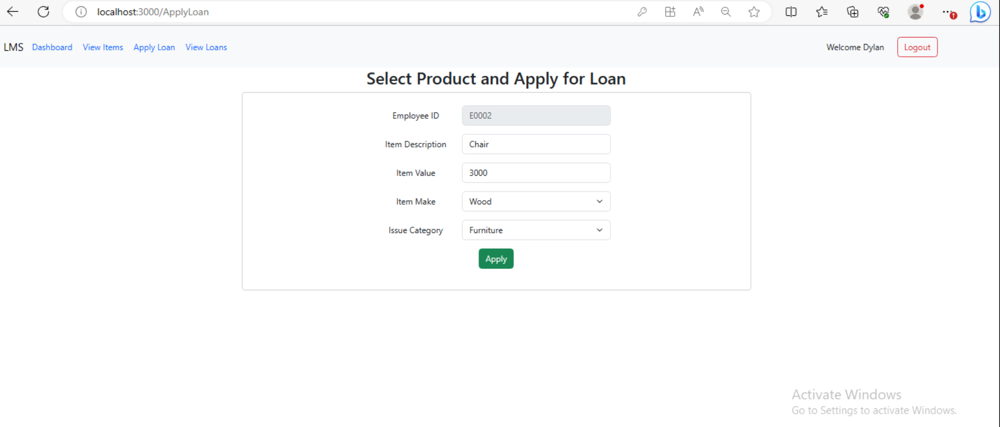 localhost:3000/ApplyLoan
LMS Dashboard View Items Apply Loan View Loans Welcome Dylan Logout
Select Product and Apply for Loan
Employee ID E0002
Item Description Chair
Item Value 3000
Item Make Wood
Issue Category Furniture
Apply
Activate Windows
Go to Settings to activate Windows.